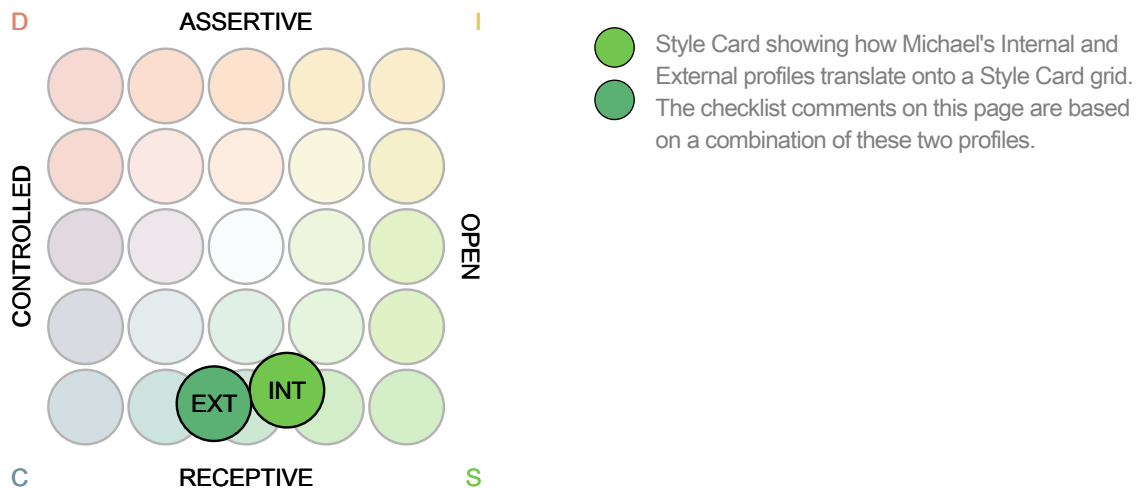 D
ASSERTIVE
I
Style Card showing how Michael's Internal and
External profiles translate onto a Style Card grid.
The checklist comments on this page are based
on a combination of these two profiles.
CONTROLLED
OPEN
EXT
INT
C
RECEPTIVE
S